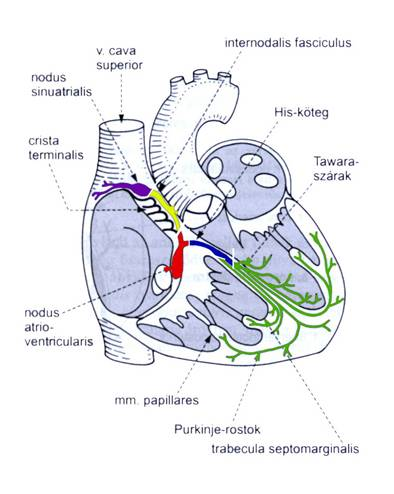 internodalis fasciculus
v. cava
superior
nodus
sinuatrialis
His-köteg
crista
terminalis
Tawara-
szárak
nodus
atrio-
ventricularis
mm. papillares
Purkinje-rostok
trabecula septomarginalis